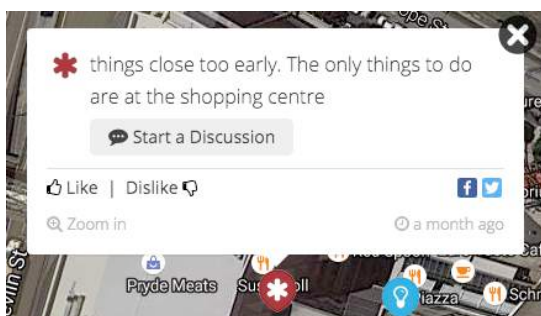 things close too early. The only things to do
are at the shopping centre
Start a Discussion
Like | Dislike
Zoom in
a month ago
Pryde Meats